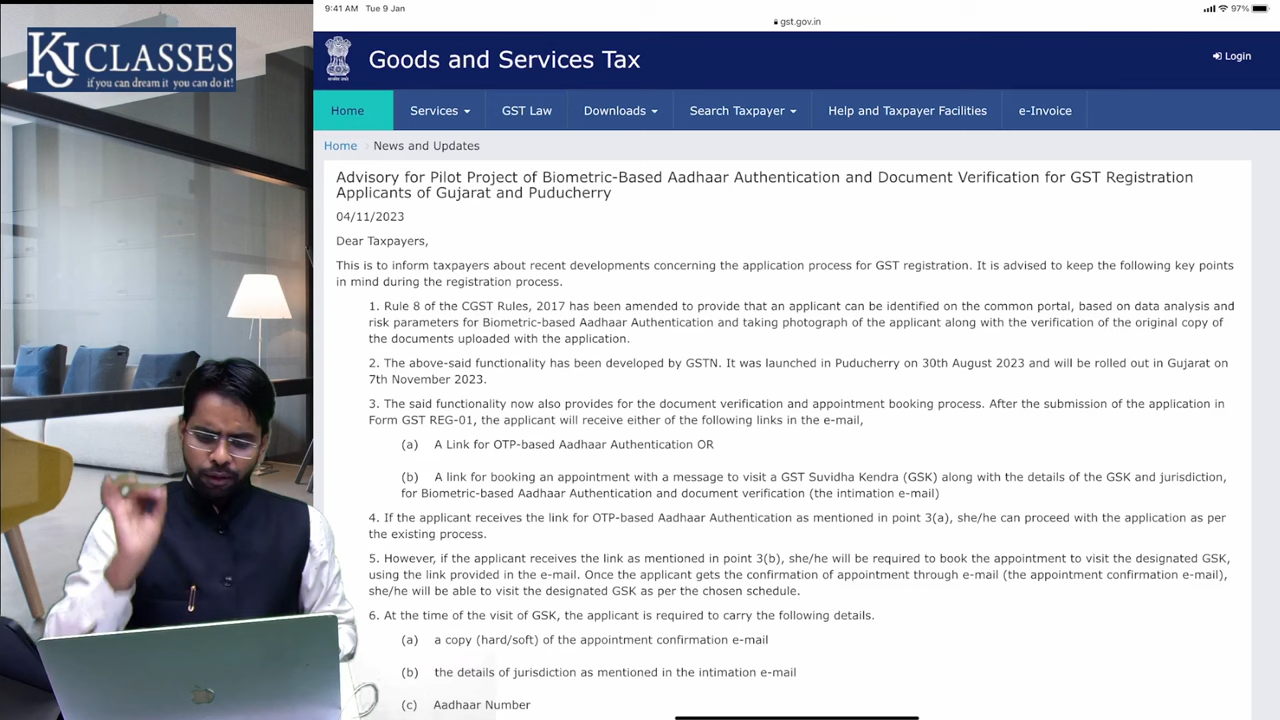 KJ CLASSES
if you can dream it you can do it!
9:41 AM Tue 9 Jan
97%
gst.gov.in
Goods and Services Tax
Login
Home
Services
GST Law
Downloads
Search Taxpayer
Help and Taxpayer Facilities
e-Invoice
Home > News and Updates
Advisory for Pilot Project of Biometric-Based Aadhaar Authentication and Document Verification for GST Registration
Applicants of Gujarat and Puducherry
04/11/2023
Dear Taxpayers,
This is to inform taxpayers about recent developments concerning the application process for GST registration. It is advised to keep the following key points
in mind during the registration process.
1. Rule 8 of the CGST Rules, 2017 has been amended to provide that an applicant can be identified on the common portal, based on data analysis and
risk parameters for Biometric-based Aadhaar Authentication and taking photograph of the applicant along with the verification of the original copy of
the documents uploaded with the application.
2. The above-said functionality has been developed by GSTN. It was launched in Puducherry on 30th August 2023 and will be rolled out in Gujarat on
7th November 2023.
3. The said functionality now also provides for the document verification and appointment booking process. After the submission of the application in
Form GST REG-01, the applicant will receive either of the following links in the e-mail,
(a) A Link for OTP-based Aadhaar Authentication OR
(b) A link for booking an appointment with a message to visit a GST Suvidha Kendra (GSK) along with the details of the GSK and jurisdiction,
for Biometric-based Aadhaar Authentication and document verification (the intimation e-mail)
4. If the applicant receives the link for OTP-based Aadhaar Authentication as mentioned in point 3(a), she/he can proceed with the application as per
the existing process.
5. However, if the applicant receives the link as mentioned in point 3(b), she/he will be required to book the appointment to visit the designated GSK,
using the link provided in the e-mail. Once the applicant gets the confirmation of appointment through e-mail (the appointment confirmation e-mail),
she/he will be able to visit the designated GSK as per the chosen schedule.
6. At the time of the visit of GSK, the applicant is required to carry the following details.
(a) a copy (hard/soft) of the appointment confirmation e-mail
(b) the details of jurisdiction as mentioned in the intimation e-mail
(c) Aadhaar Number